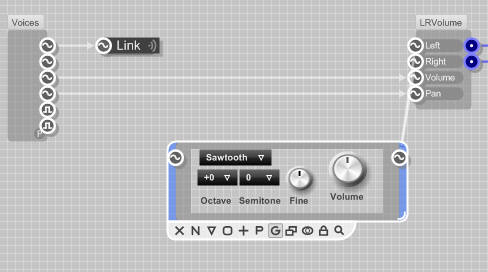 Voices
LRVolume
Link
Left
Right
Volume
Pan
P
Sawtooth
+0
0
Octave
Semitone
Fine
Volume
X N P G